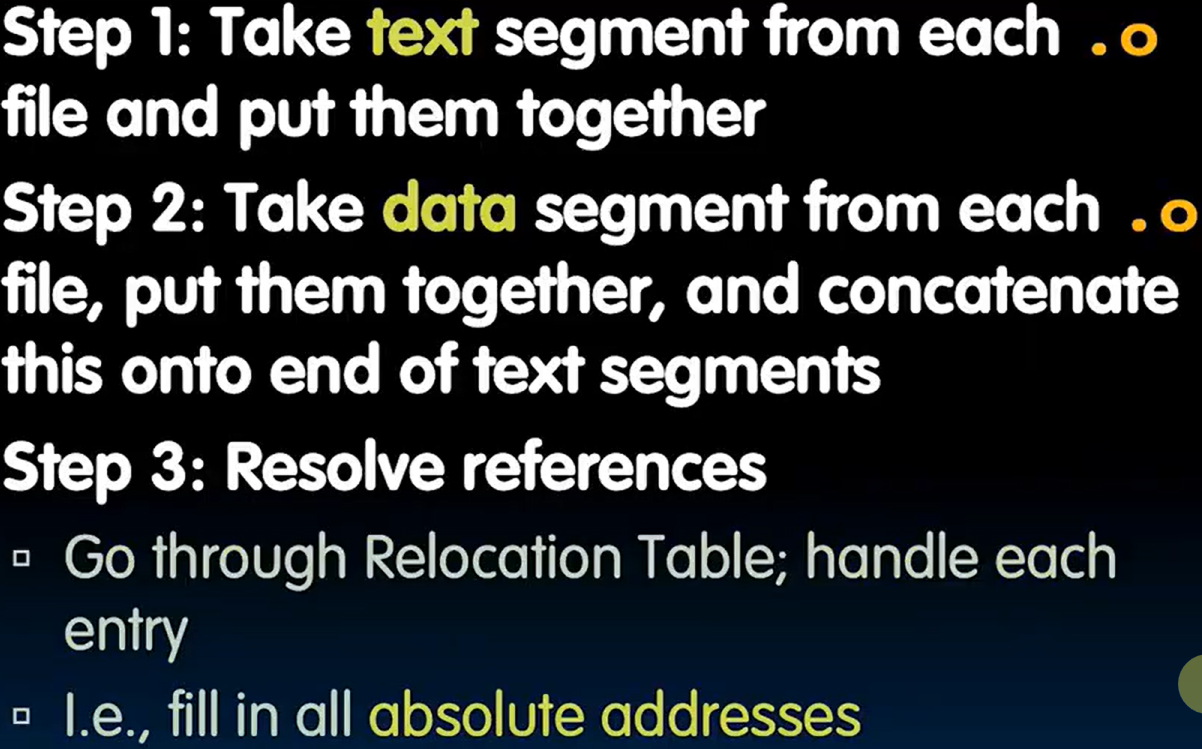 Step 1: Take text segment from each .o
file and put them together
Step 2: Take data segment from each .o
file, put them together, and concatenate
this onto end of text segments
Step 3: Resolve references
▫ Go through Relocation Table; handle each
entry
▫ I.e., fill in all absolute addresses